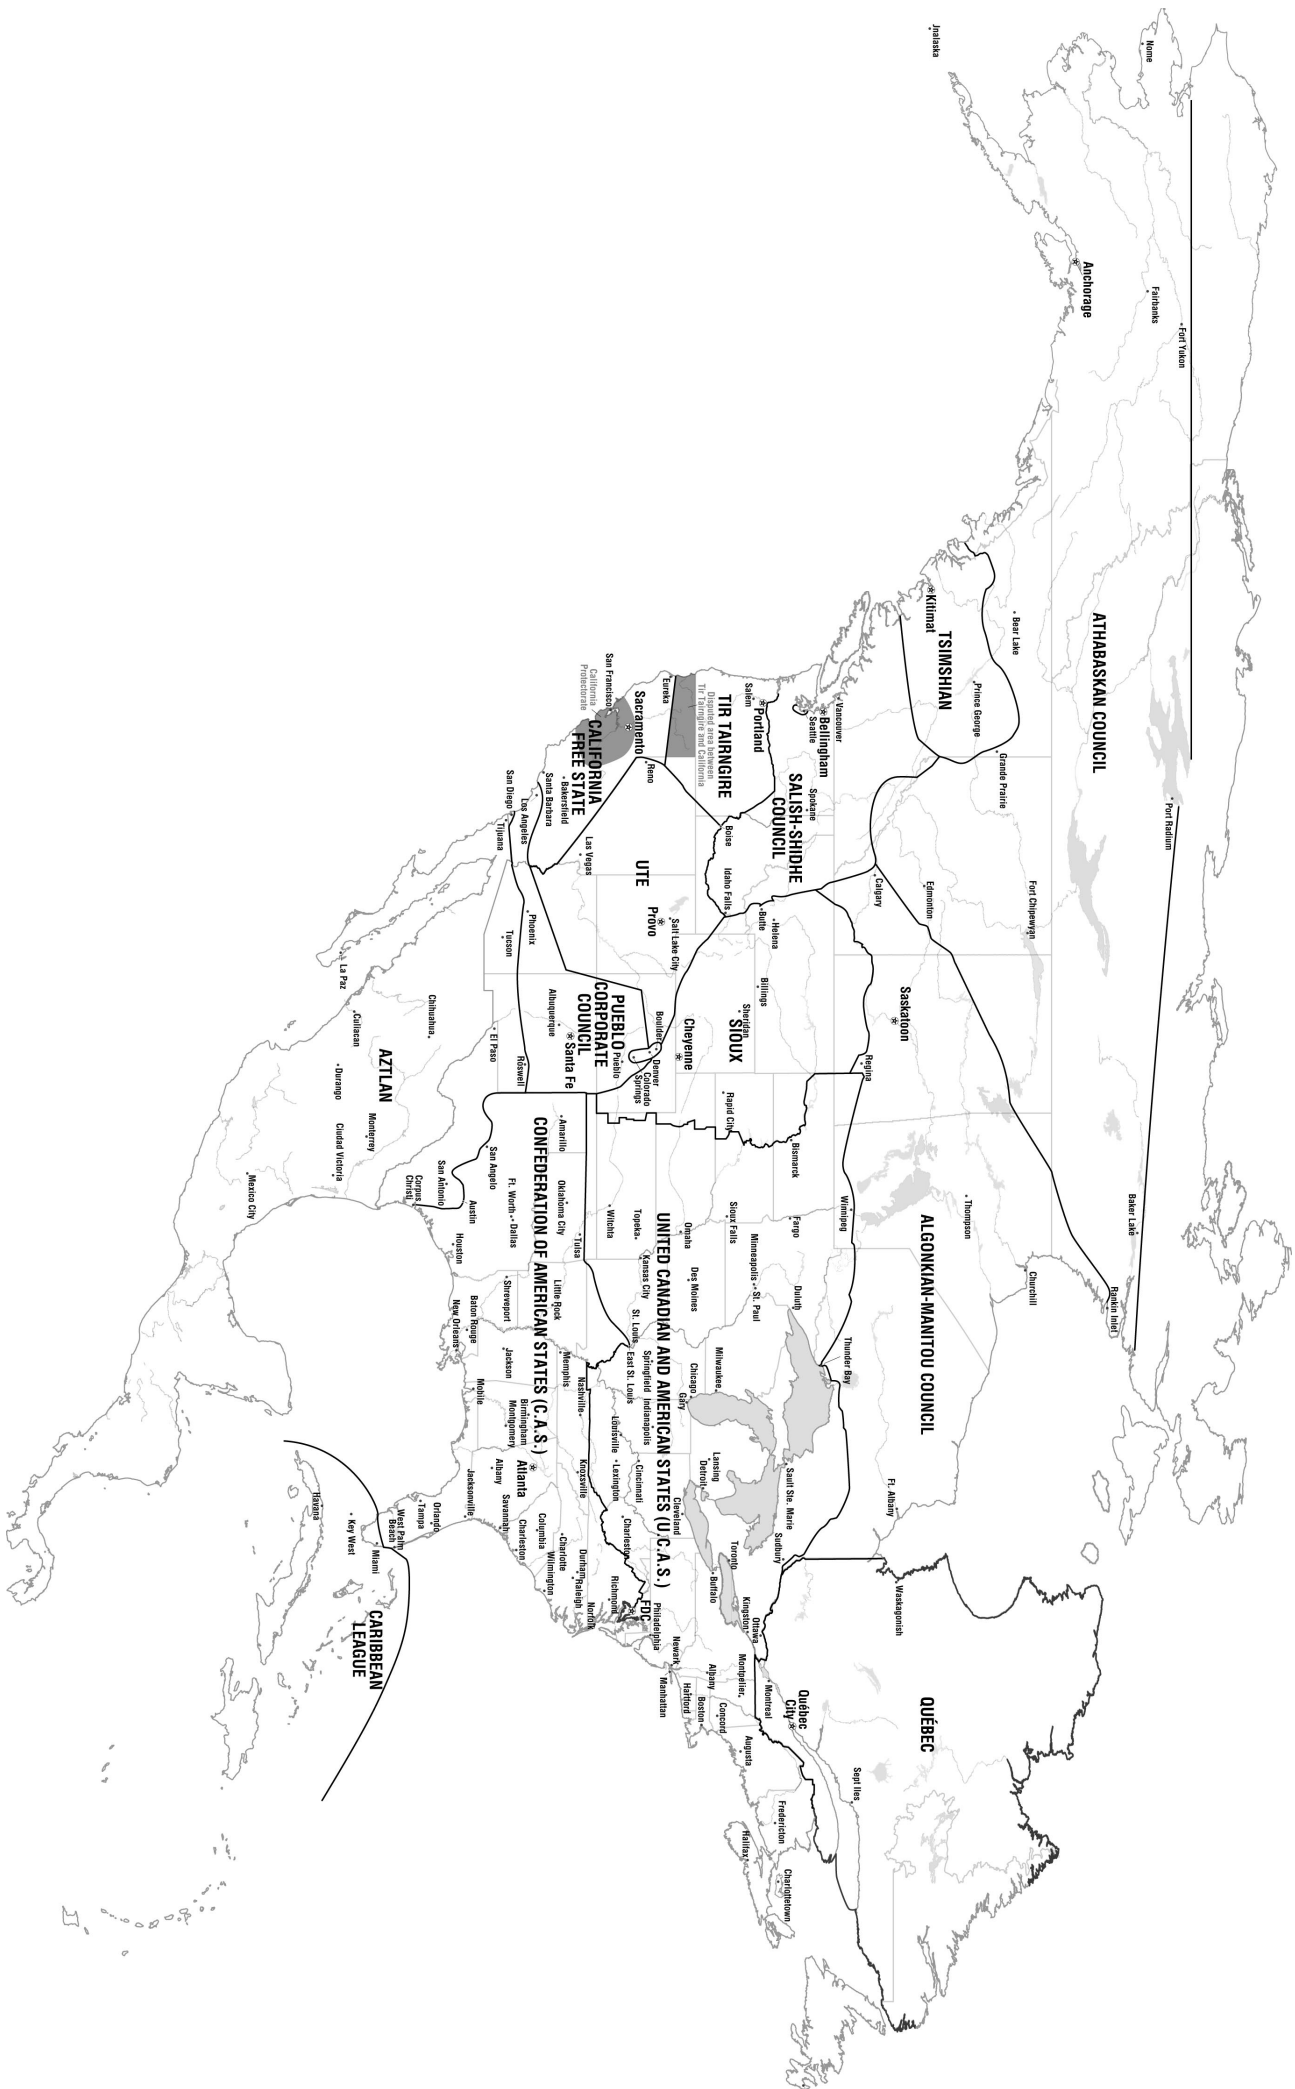 Jnalaska
Nome
Anchorage
Fairbanks
Fort Yukon
ATHABASKAN COUNCIL
Port Radium
Bear Lake
Kitimat
TSIMSHIAN
Prince George
Grande Prairie
Fort Chipewyan
Baker Lake
Rankin Inlet
Churchill
Edmonton
Calgary
Saskatoon
Regina
Thompson
Winnipeg
ALGONKIAN-MANITOU COUNCIL
Thunder Bay
Ft. Albany
Waskagonish
QUÉBEC
Québec
City
Sept Iles
Montreal
Vancouver
Bellingham
Seattle
Spokane
SALISH-SHIDHE
COUNCIL
Salem
Portland
TIR TAIRNGIRE
Disputed area between
Tir Tairngire and California
Eureka
Boise
Idaho Falls
Butte
Helena
Billings
Sheridan
SIOUX
Cheyenne
Rapid City
Bismarck
Fargo
Sacramento
San Francisco
California
Protectorate
CALIFORNIA
FREE STATE
Reno
Bakersfield
Santa Barbara
Los Angeles
San Diego
Tijuana
Las Vegas
UTE
Provo
Salt Lake City
Phoenix
Tucson
PUEBLO
CORPORATE
COUNCIL
Albuquerque
Santa Fe
Boulder
Denver
Pueblo
Colorado
Springs
Roswell
El Paso
La Paz
Chihuahua
Culiacan
Durango
AZTLAN
Monterrey
Ciudad Victoria
Mexico City
San Antonio
Corpus
Christi
San Angelo
Austin
Houston
Amarillo
Oklahoma City
Ft. Worth
Dallas
Tulsa
CONFEDERATION OF AMERICAN STATES (C.A.S.)
Little Rock
Shreveport
Baton Rouge
New Orleans
Jackson
Mobile
Memphis
Nashville
Birmingham
Montgomery
Atlanta
Albany
Knoxville
Savannah
Jacksonville
Columbia
Charleston
Charlotte
Wilmington
Durham
Raleigh
Norfolk
Orlando
Tampa
West Palm
Beach
Miami
Key West
Havana
CARIBBEAN
LEAGUE
UNITED CANADIAN AND AMERICAN STATES (U.C.A.S.)
Wilchta
Topeka
Kansas City
Omaha
Sioux Falls
Des Moines
Minneapolis
St. Paul
Duluth
St. Louis
East St. Louis
Springfield
Milwaukee
Chicago
Gary
Indianapolis
Louisville
Lexington
Cincinnati
Lansing
Detroit
Cleveland
Charleston
Richmond
FDC
Sault Ste. Marie
Sudbury
Toronto
Buffalo
Kingston
Ottawa
Philadelphia
Newark
Manhattan
Albany
Hartford
Boston
Montpelier
Concord
Augusta
Fredericton
Halifax
Charlottetown